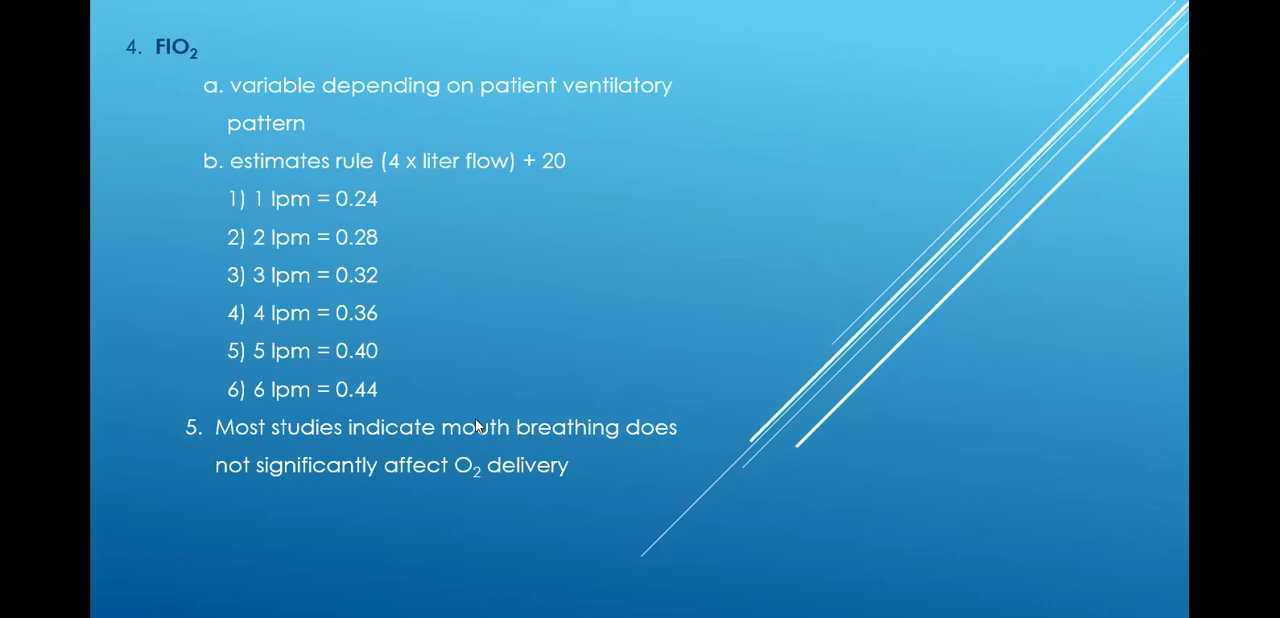 4. FIO₂
a. variable depending on patient ventilatory
pattern
b. estimates rule (4 x liter flow) + 20
1) 1 lpm = 0.24
2) 2 lpm = 0.28
3) 3 lpm = 0.32
4) 4 lpm = 0.36
5) 5 lpm = 0.40
6) 6 lpm = 0.44
5. Most studies indicate mouth breathing does
not significantly affect O₂ delivery